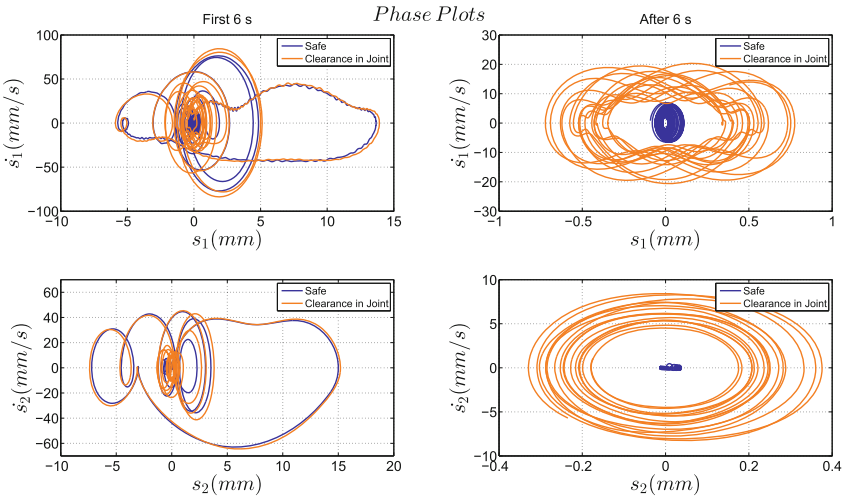 Phase Plots
First 6 s
After 6 s
100
50
0
−50
−100
−10
−5
0
5
10
15
ṡ1(mm/s)
s1(mm)
Safe
Clearance in Joint
30
20
10
0
−10
−20
−30
−1
−0.5
0
0.5
1
ṡ1(mm/s)
s1(mm)
Safe
Clearance in Joint
60
40
20
0
−20
−40
−60
−10
−5
0
5
10
15
20
ṡ2(mm/s)
s2(mm)
Safe
Clearance in Joint
10
5
0
−5
−10
−0.4
−0.2
0
0.2
0.4
ṡ2(mm/s)
s2(mm)
Safe
Clearance in Joint